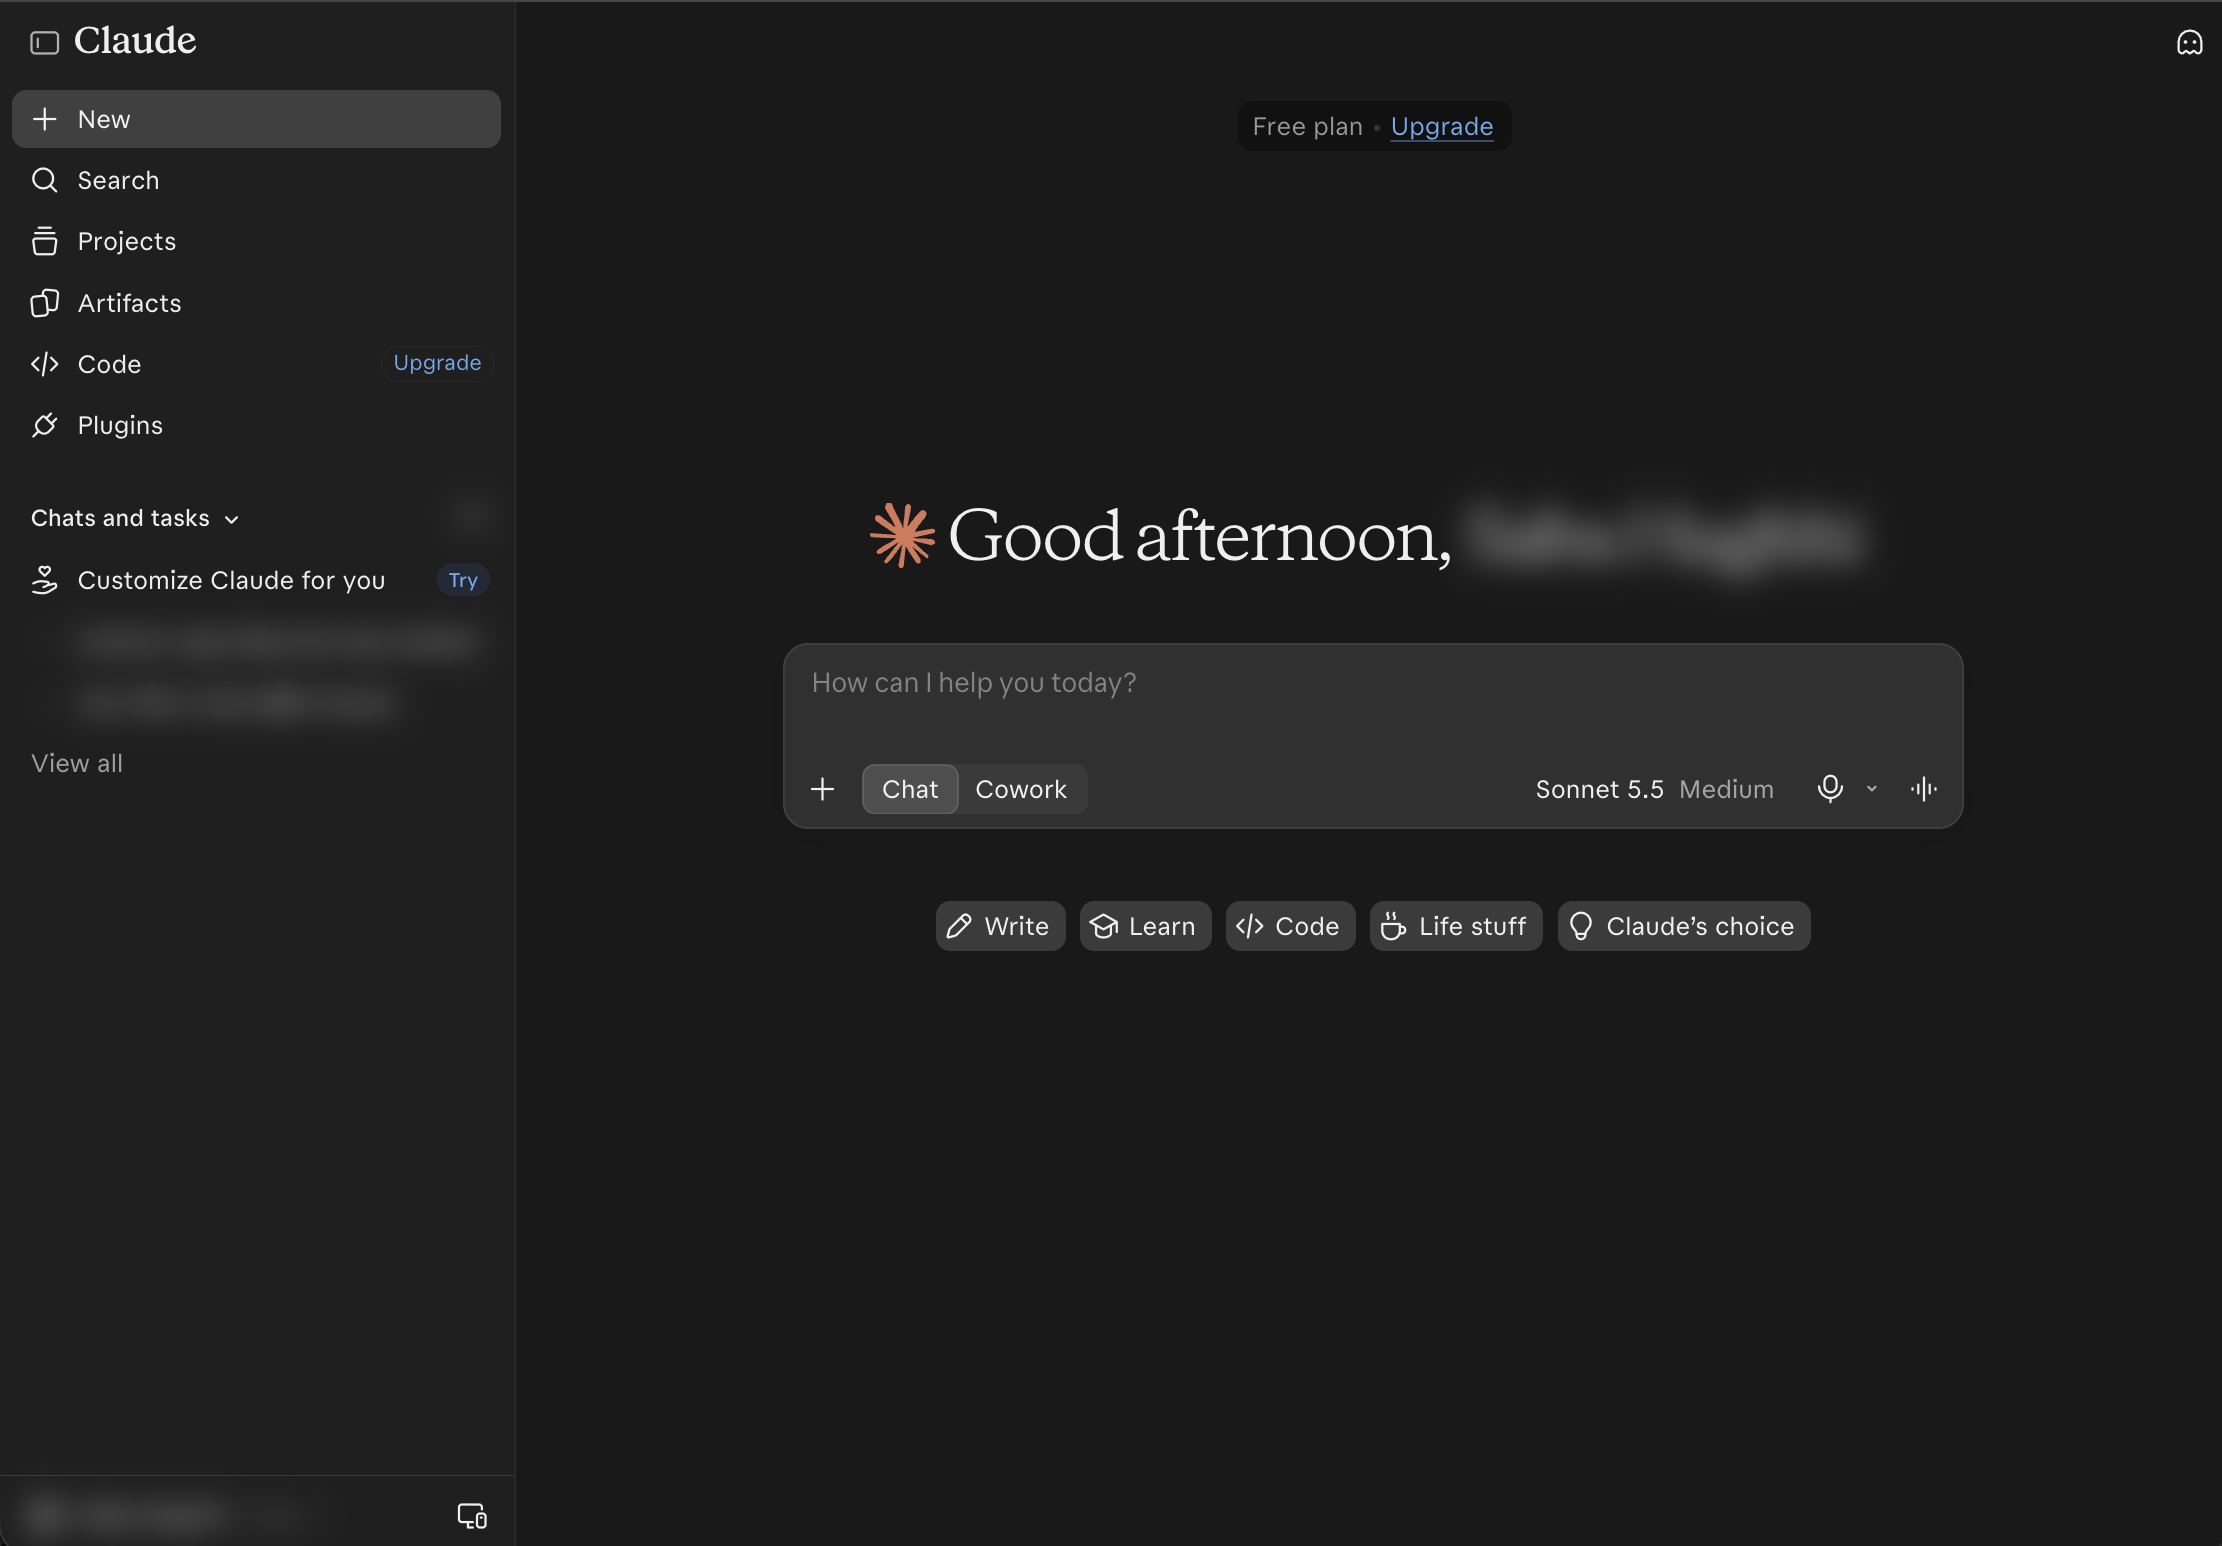 Claude
New
Search
Projects
Artifacts
Code Upgrade
Plugins
Chats and tasks
Customize Claude for you Try
View all
Free plan • Upgrade
Good afternoon,
How can I help you today?
Chat Cowork Sonnet 5.5 Medium
Write Learn Code Life stuff Claude’s choice